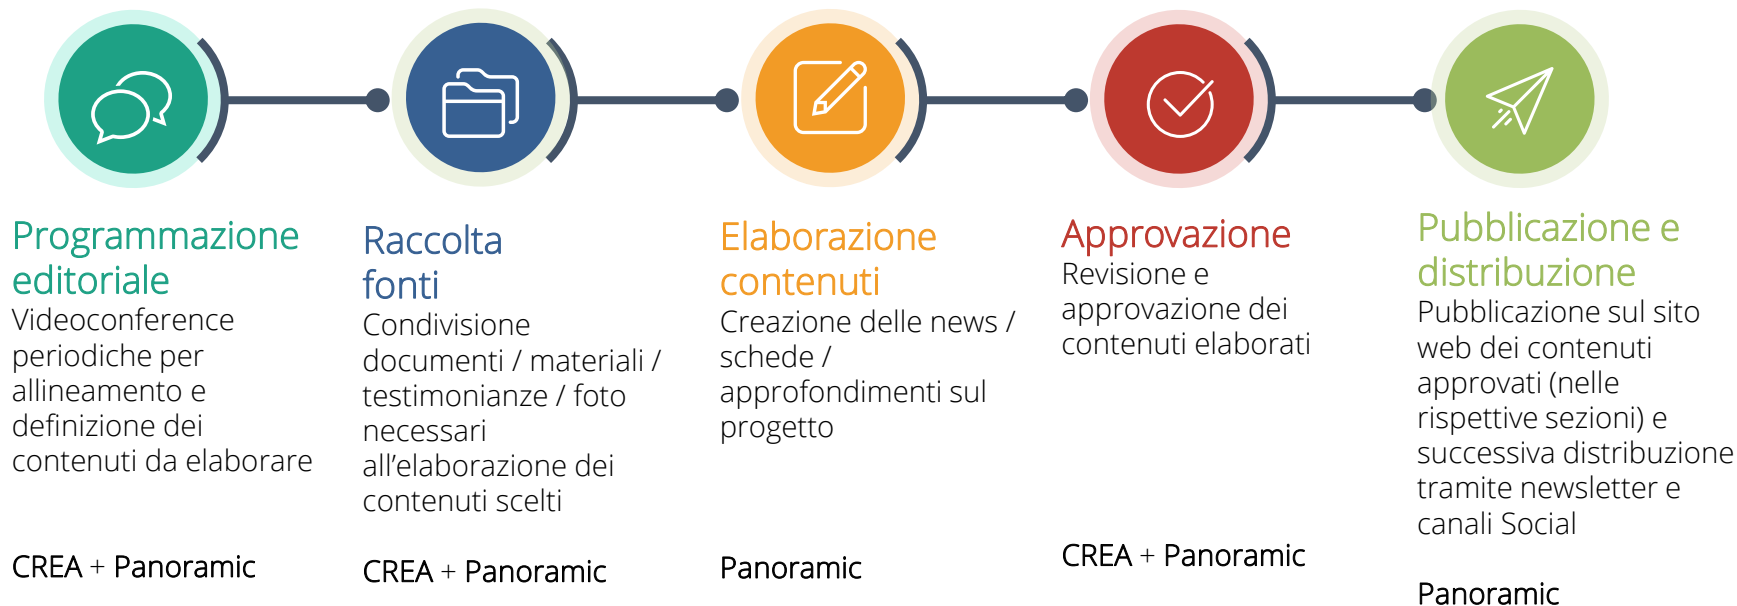 Programmazione
editoriale
Videoconference
periodiche per
allineamento e
definizione dei
contenuti da elaborare
CREA + Panoramic
Raccolta
fonti
Condivisione
documenti / materiali /
testimonianze / foto
necessari
all’elaborazione dei
contenuti scelti
CREA + Panoramic
Elaborazione
contenuti
Creazione delle news /
schede /
approfondimenti sul
progetto
Panoramic
Approvazione
Revisione e
approvazione dei
contenuti elaborati
CREA + Panoramic
Pubblicazione e
distribuzione
Pubblicazione sul sito
web dei contenuti
approvati (nelle
rispettive sezioni) e
successiva distribuzione
tramite newsletter e
canali Social
Panoramic